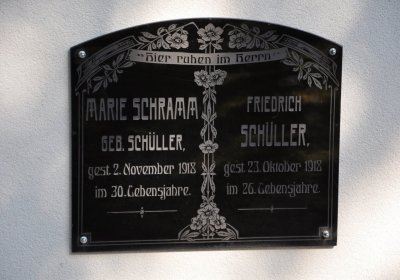 "Hier ruhen im Herrn"
MARIE SCHRAMM
GEB. SCHÜLLER,
gest. 2. November 1918
im 30. Lebensjahre.
FRIEDRICH
SCHÜLLER,
gest. 23. Oktober 1918
im 26. Lebensjahre.